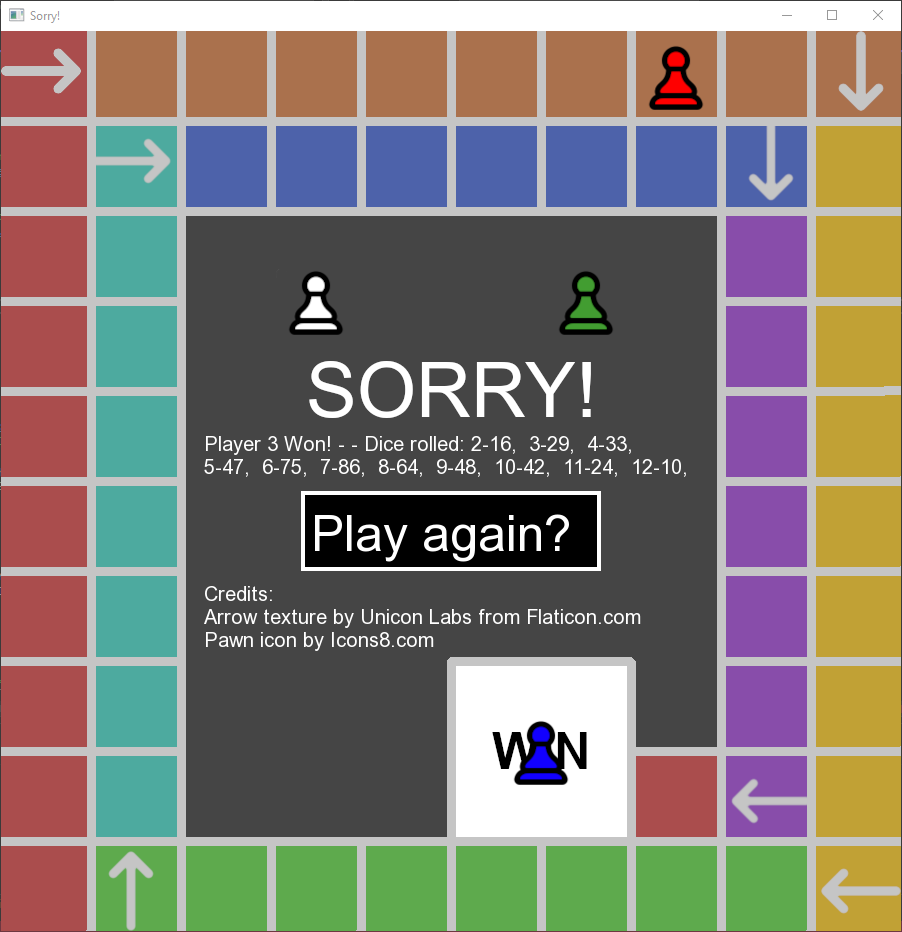 Sorry!
SORRY!
Player 3 Won! - - Dice rolled: 2-16, 3-29, 4-33,
5-47, 6-75, 7-86, 8-64, 9-48, 10-42, 11-24, 12-10,
Play again?
Credits:
Arrow texture by Unicon Labs from Flaticon.com
Pawn icon by Icons8.com
W N